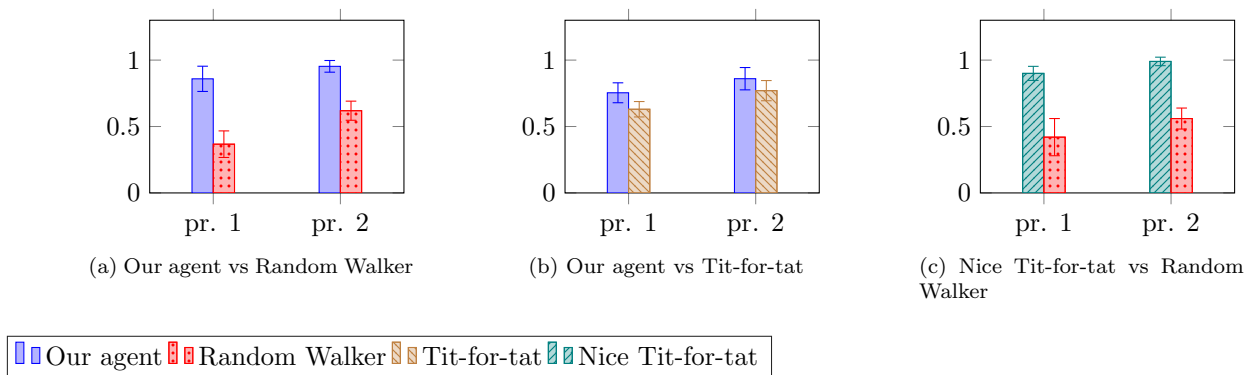 1
0.5
0
pr. 1 pr. 2
(a) Our agent vs Random Walker
1
0.5
0
pr. 1 pr. 2
(b) Our agent vs Tit-for-tat
1
0.5
0
pr. 1 pr. 2
(c) Nice Tit-for-tat vs Random
Walker
Our agent Random Walker Tit-for-tat Nice Tit-for-tat